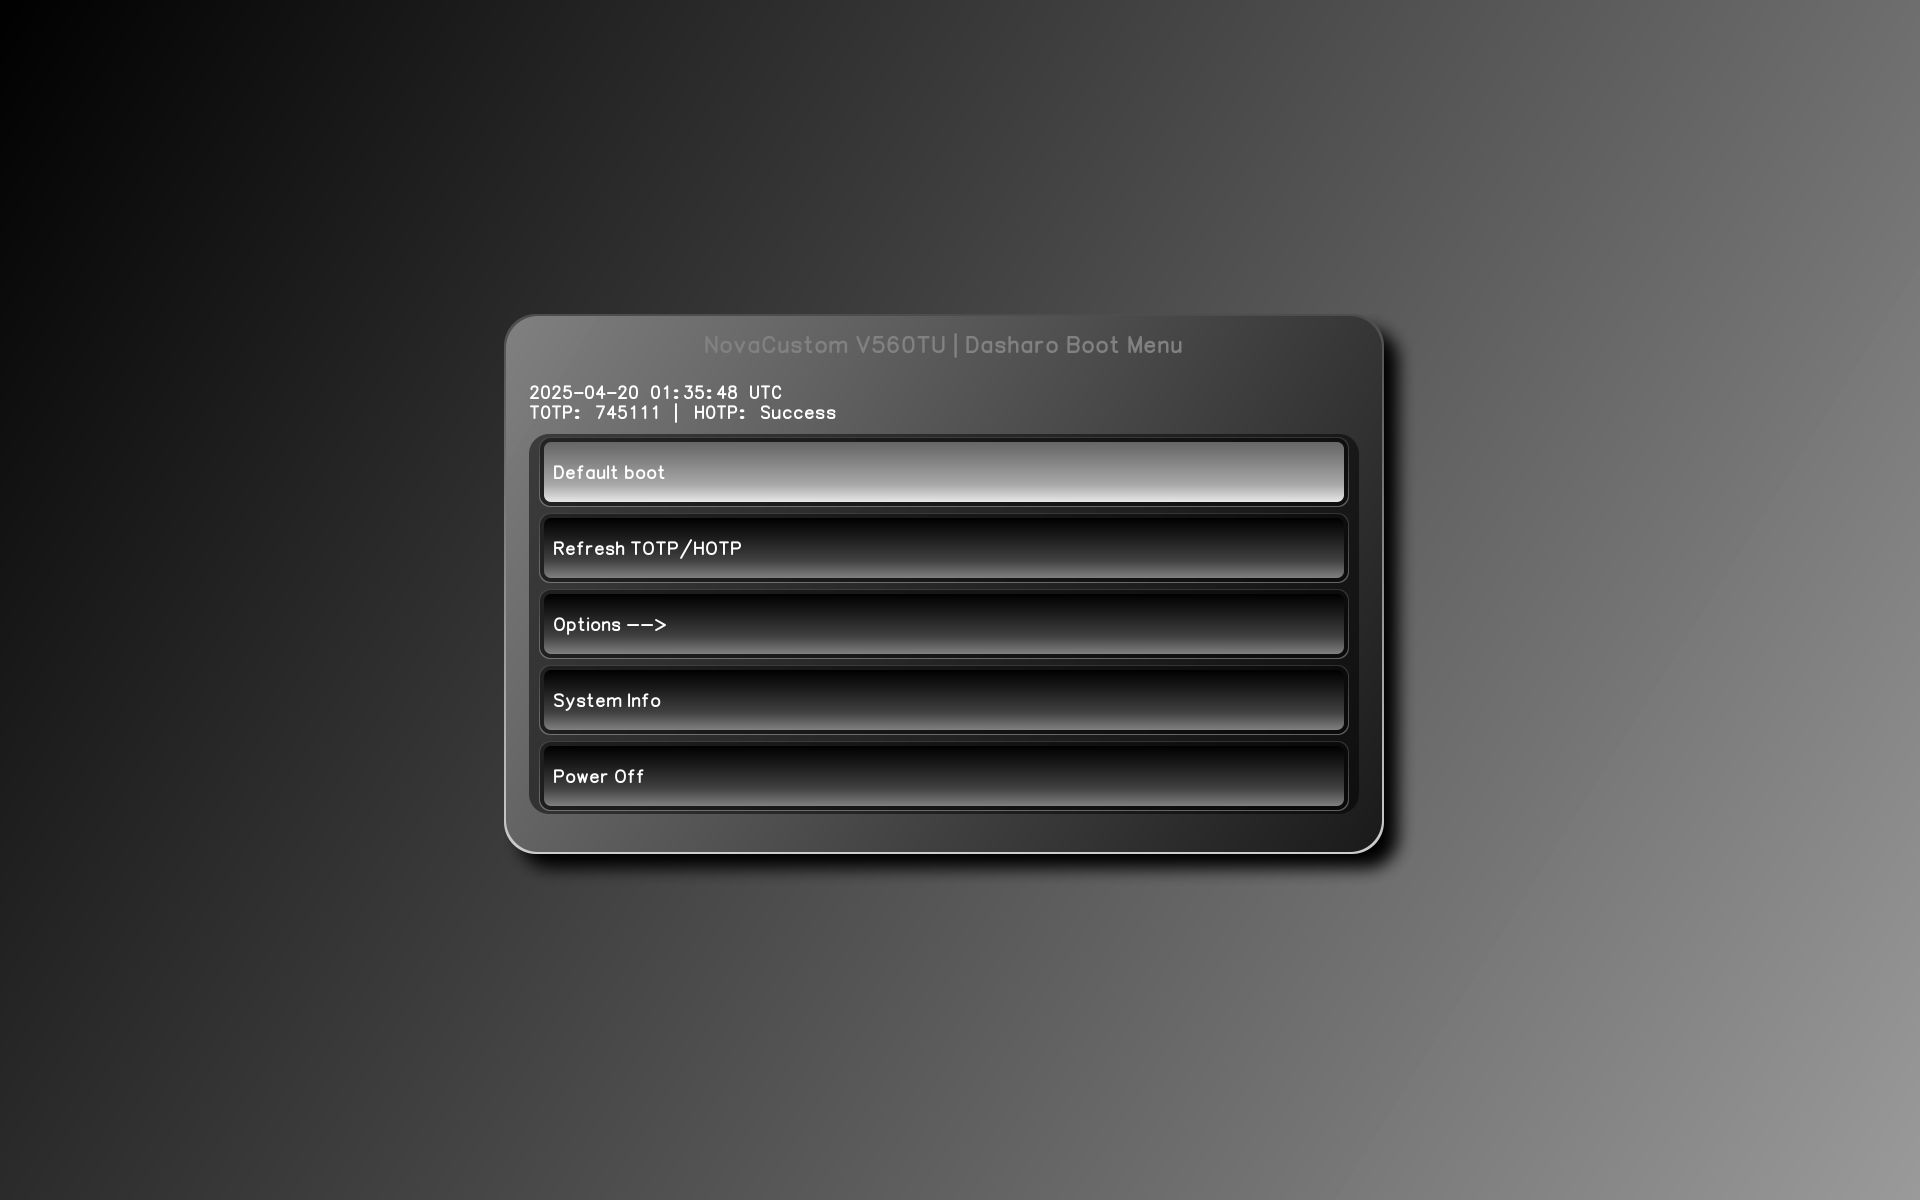 NovaCustom V560TU | Dasharo Boot Menu
2025-04-20 01:35:48 UTC
TOTP: 745111 | HOTP: Success
Default boot
Refresh TOTP/HOTP
Options -->
System Info
Power Off